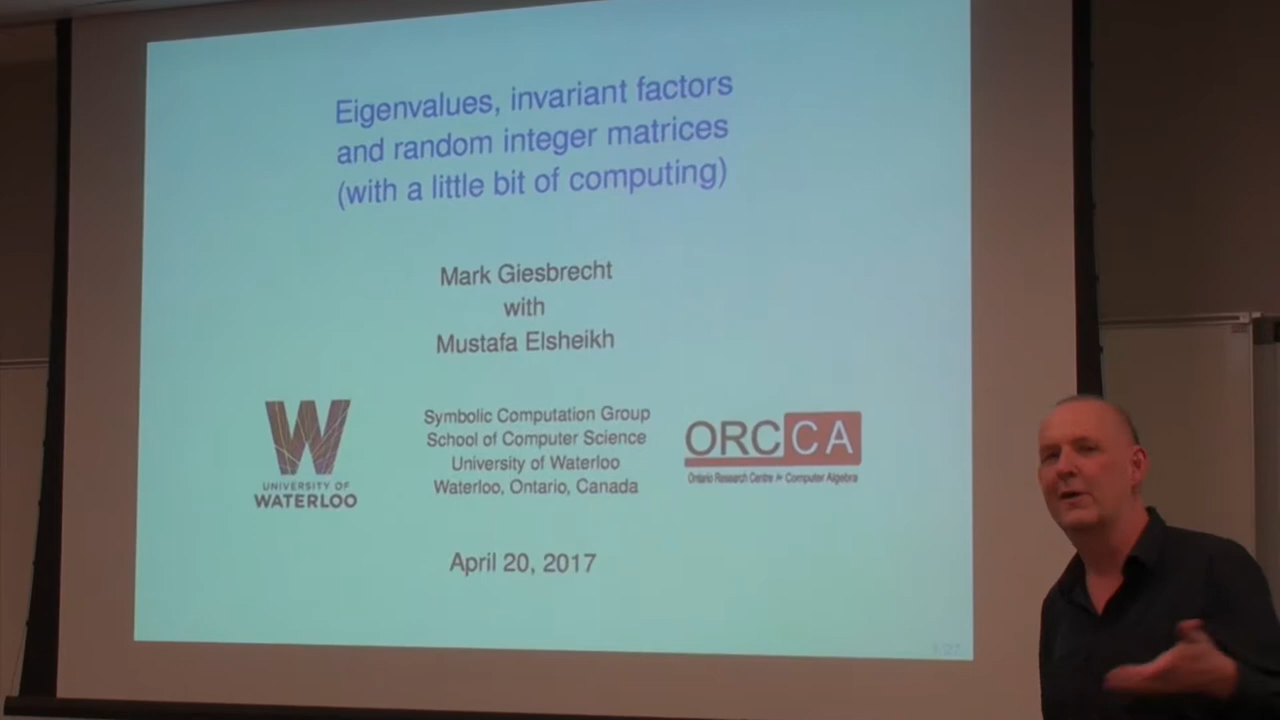 Eigenvalues, invariant factors
and random integer matrices
(with a little bit of computing)
Mark Giesbrecht
with
Mustafa Elsheikh
W
UNIVERSITY OF
WATERLOO
Symbolic Computation Group
School of Computer Science
University of Waterloo
Waterloo, Ontario, Canada
ORCCA
Ontario Research Centre for Computer Algebra
April 20, 2017
1/27